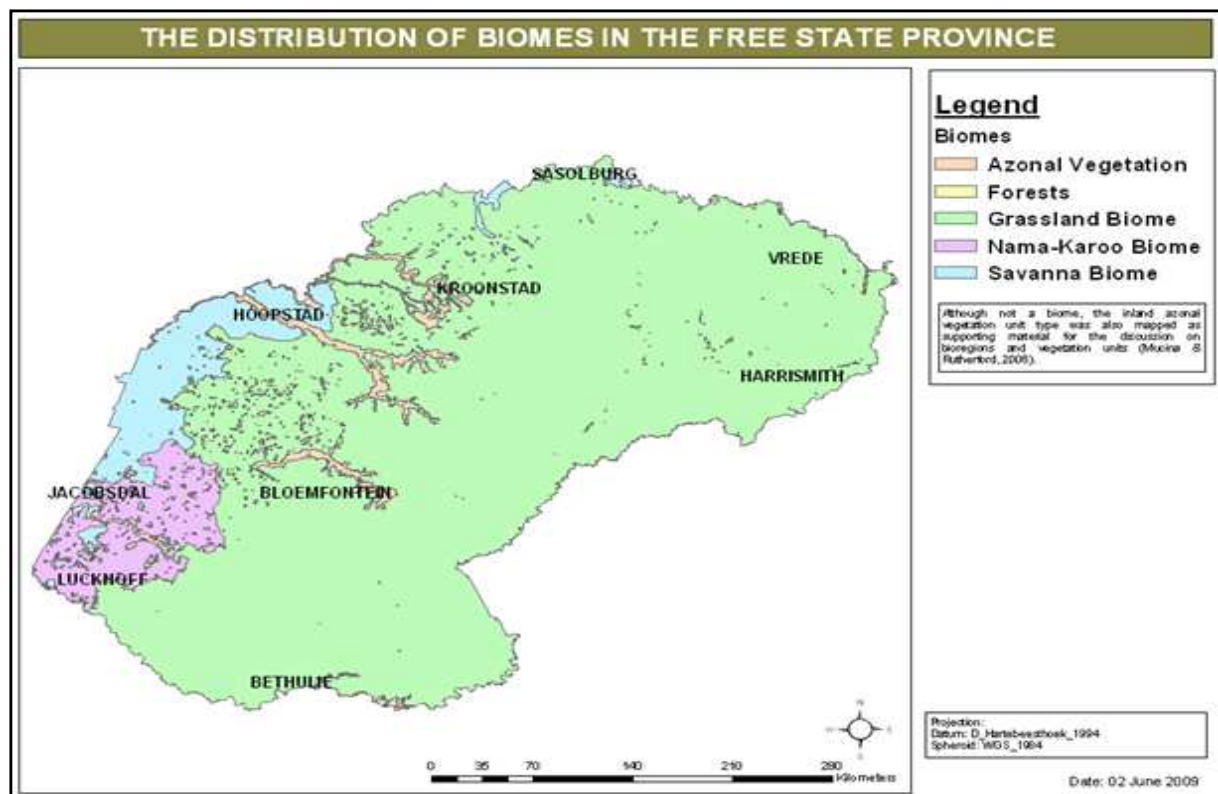 THE DISTRIBUTION OF BIOMES IN THE FREE STATE PROVINCE
Legend
Biomes
Azonal Vegetation
Forests
Grassland Biome
Nama-Karoo Biome
Savanna Biome
Although not a biome, the inland azonal
vegetation unit type was also mapped as
supporting material for the discussion on
bioregions and vegetation units (Mucina &
Rutherford, 2006).
SASOLBURG
VREDE
KROONSTAD
HOOPSTAD
HARRISMITH
JACOBSDAL
BLOEMFONTEIN
LUCKHOFF
BETHULIE
N
W
E
S
0 35 70 140 210 280
Kilometers
Projection:
Datum: D_Hartebeesthoek_1994
Spheroid: WGS_1984
Date: 02 June 2009